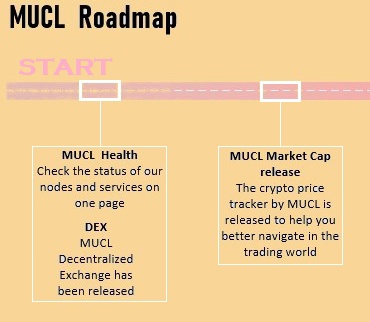 MUCL Roadmap
START
MUCL Health
Check the status of our
nodes and services on
one page
DEX
MUCL
Decentralized
Exchange has
been released
MUCL Market Cap
release
The crypto price
tracker by MUCL is
released to help you
better navigate in the
trading world